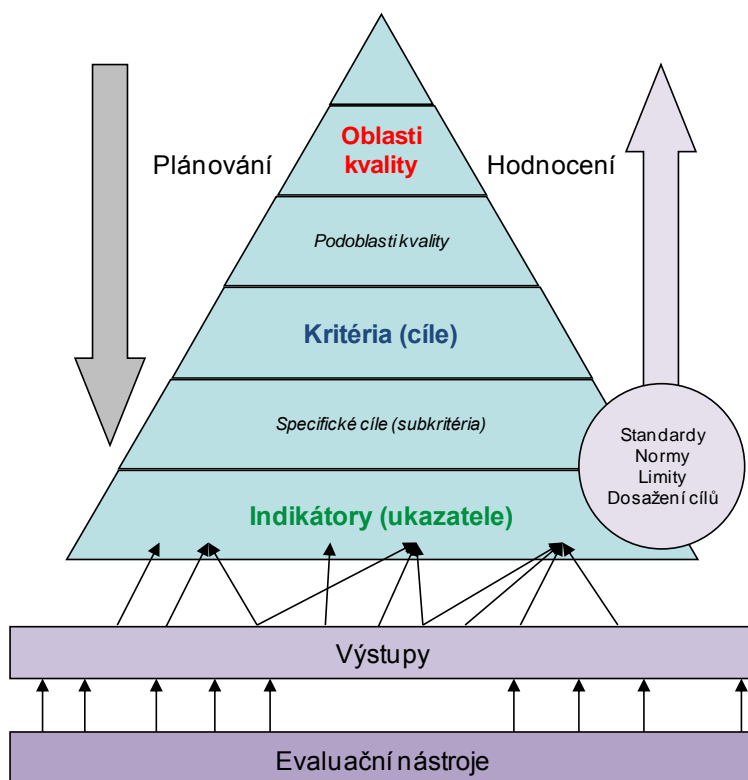 Oblasti
kvality
Plánování
Hodnocení
Podoblasti kvality
Kritéria (cíle)
Specifické cíle (subkritéria)
Standardy
Normy
Limity
Dosažení cílů
Indikátory (ukazatele)
Výstupy
Evaluační nástroje